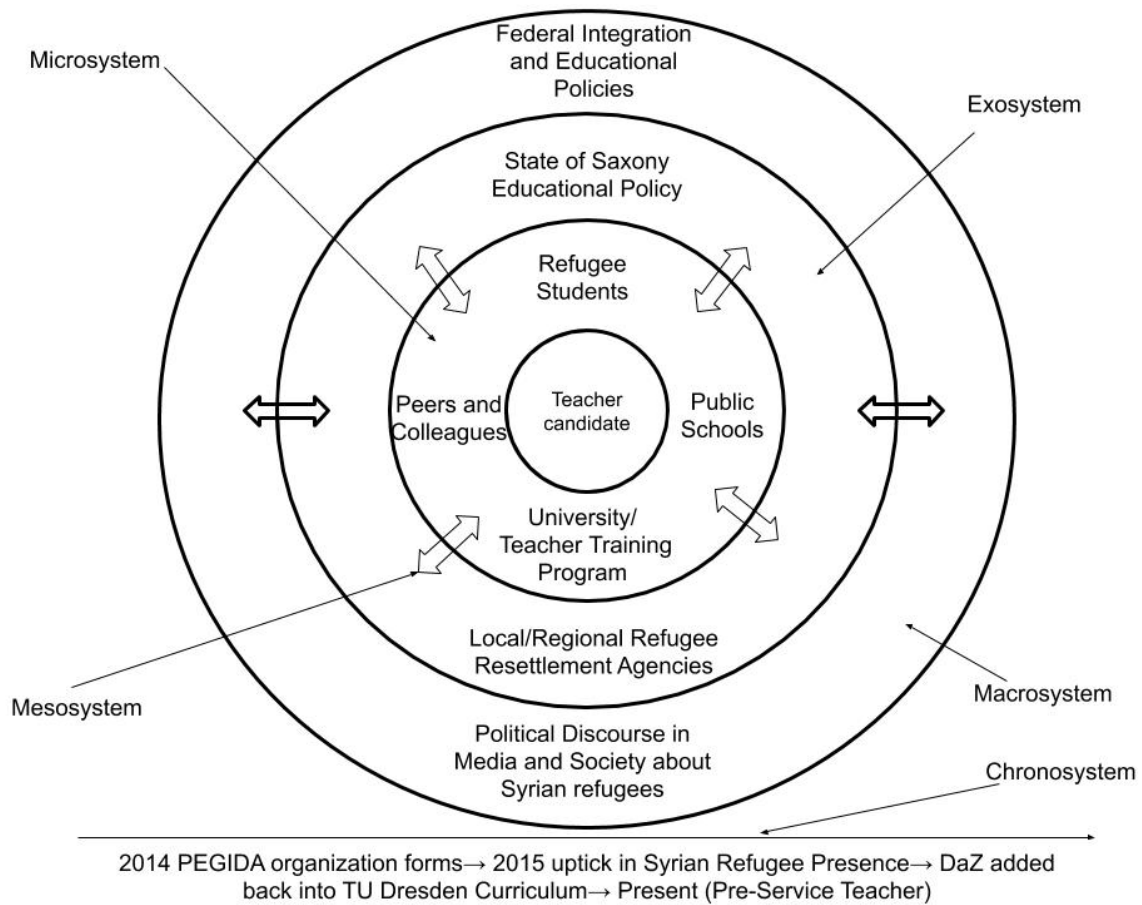 Federal Integration
and Educational
Policies
Microsystem
Exosystem
State of Saxony
Educational Policy
Refugee
Students
Peers and
Colleagues
Teacher
candidate
Public
Schools
University/
Teacher Training
Program
Local/Regional Refugee
Resettlement Agencies
Mesosystem
Macrosystem
Political Discourse in
Media and Society about
Syrian refugees
Chronosystem
2014 PEGIDA organization forms→ 2015 uptick in Syrian Refugee Presence→ DaZ added
back into TU Dresden Curriculum→ Present (Pre-Service Teacher)